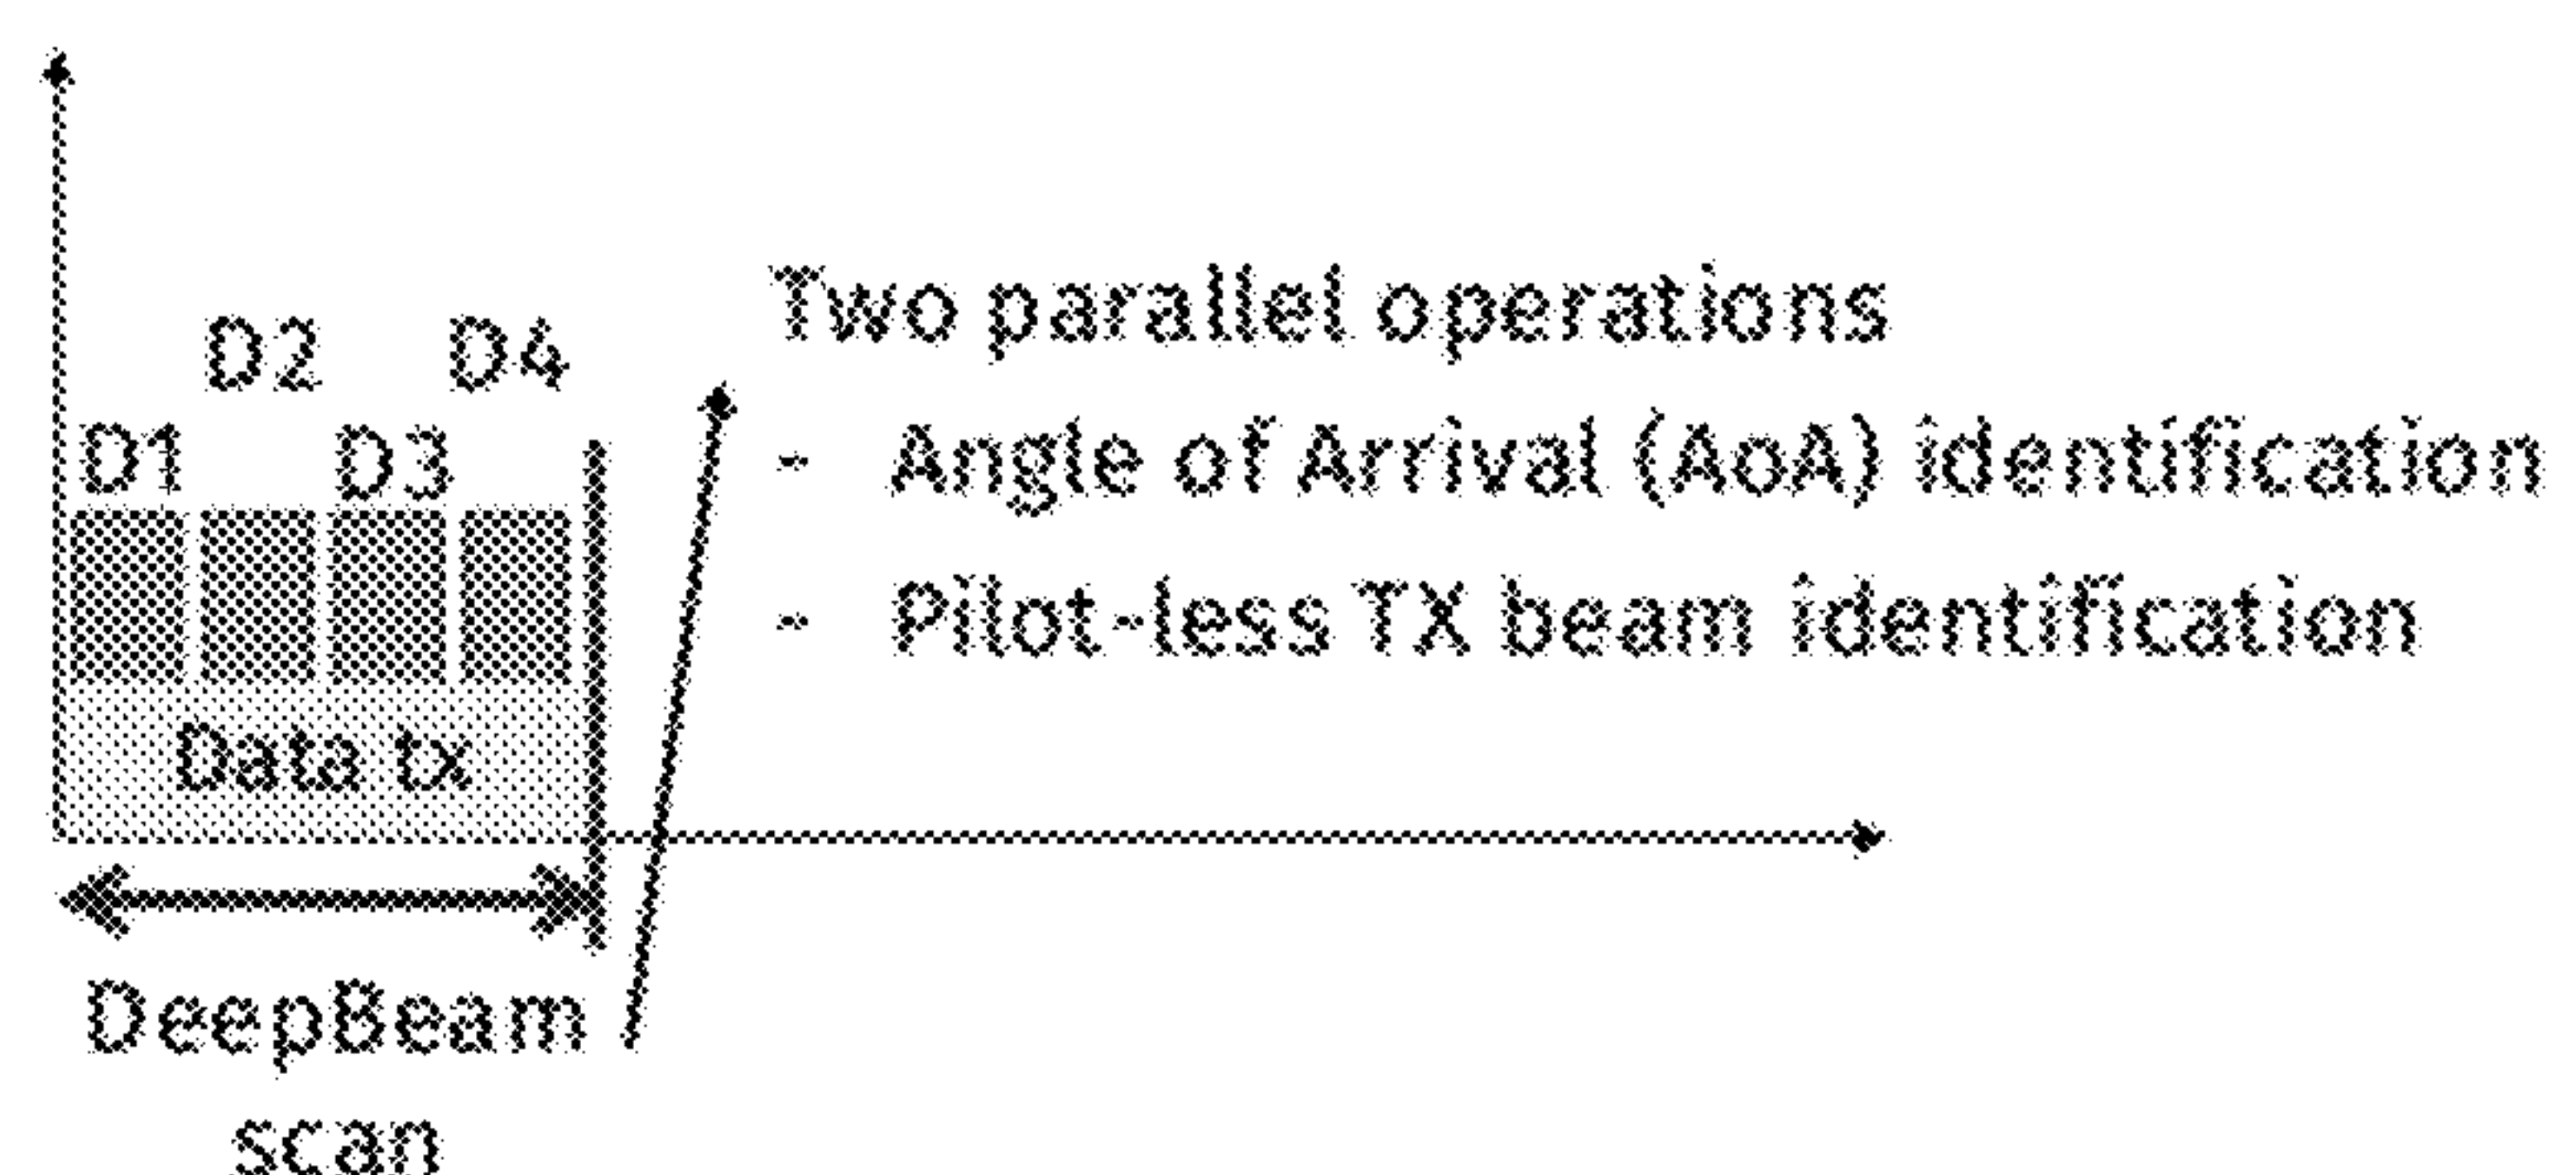 Two parallel operations
D2 D4
D1 D3
- Angle of Arrival (AoA) identification
- Pilot-less TX beam identification
Data tx
DeepBeam
scan